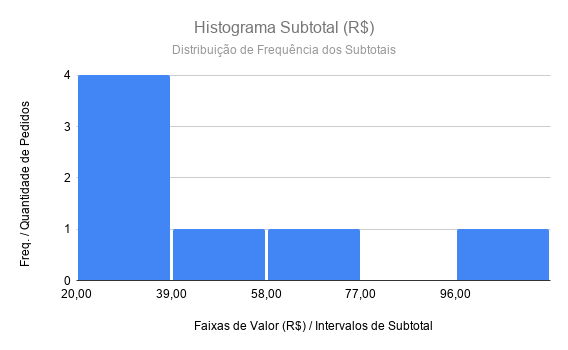 Histograma Subtotal (R$)
Distribuição de Frequência dos Subtotais
Freq. / Quantidade de Pedidos
4
3
2
1
0
20,00 39,00 58,00 77,00 96,00
Faixas de Valor (R$) / Intervalos de Subtotal